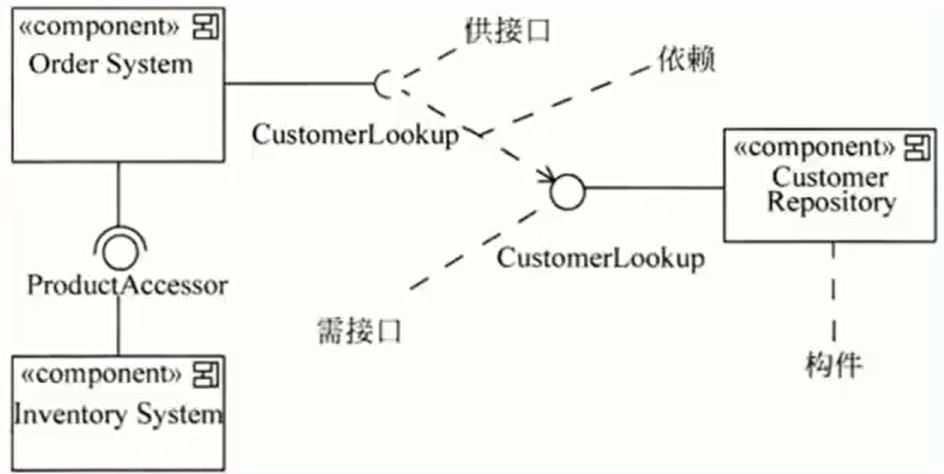 «component»
Order System
供接口
依赖
CustomerLookup
«component»
Customer
Repository
CustomerLookup
ProductAccessor
需接口
构件
«component»
Inventory System